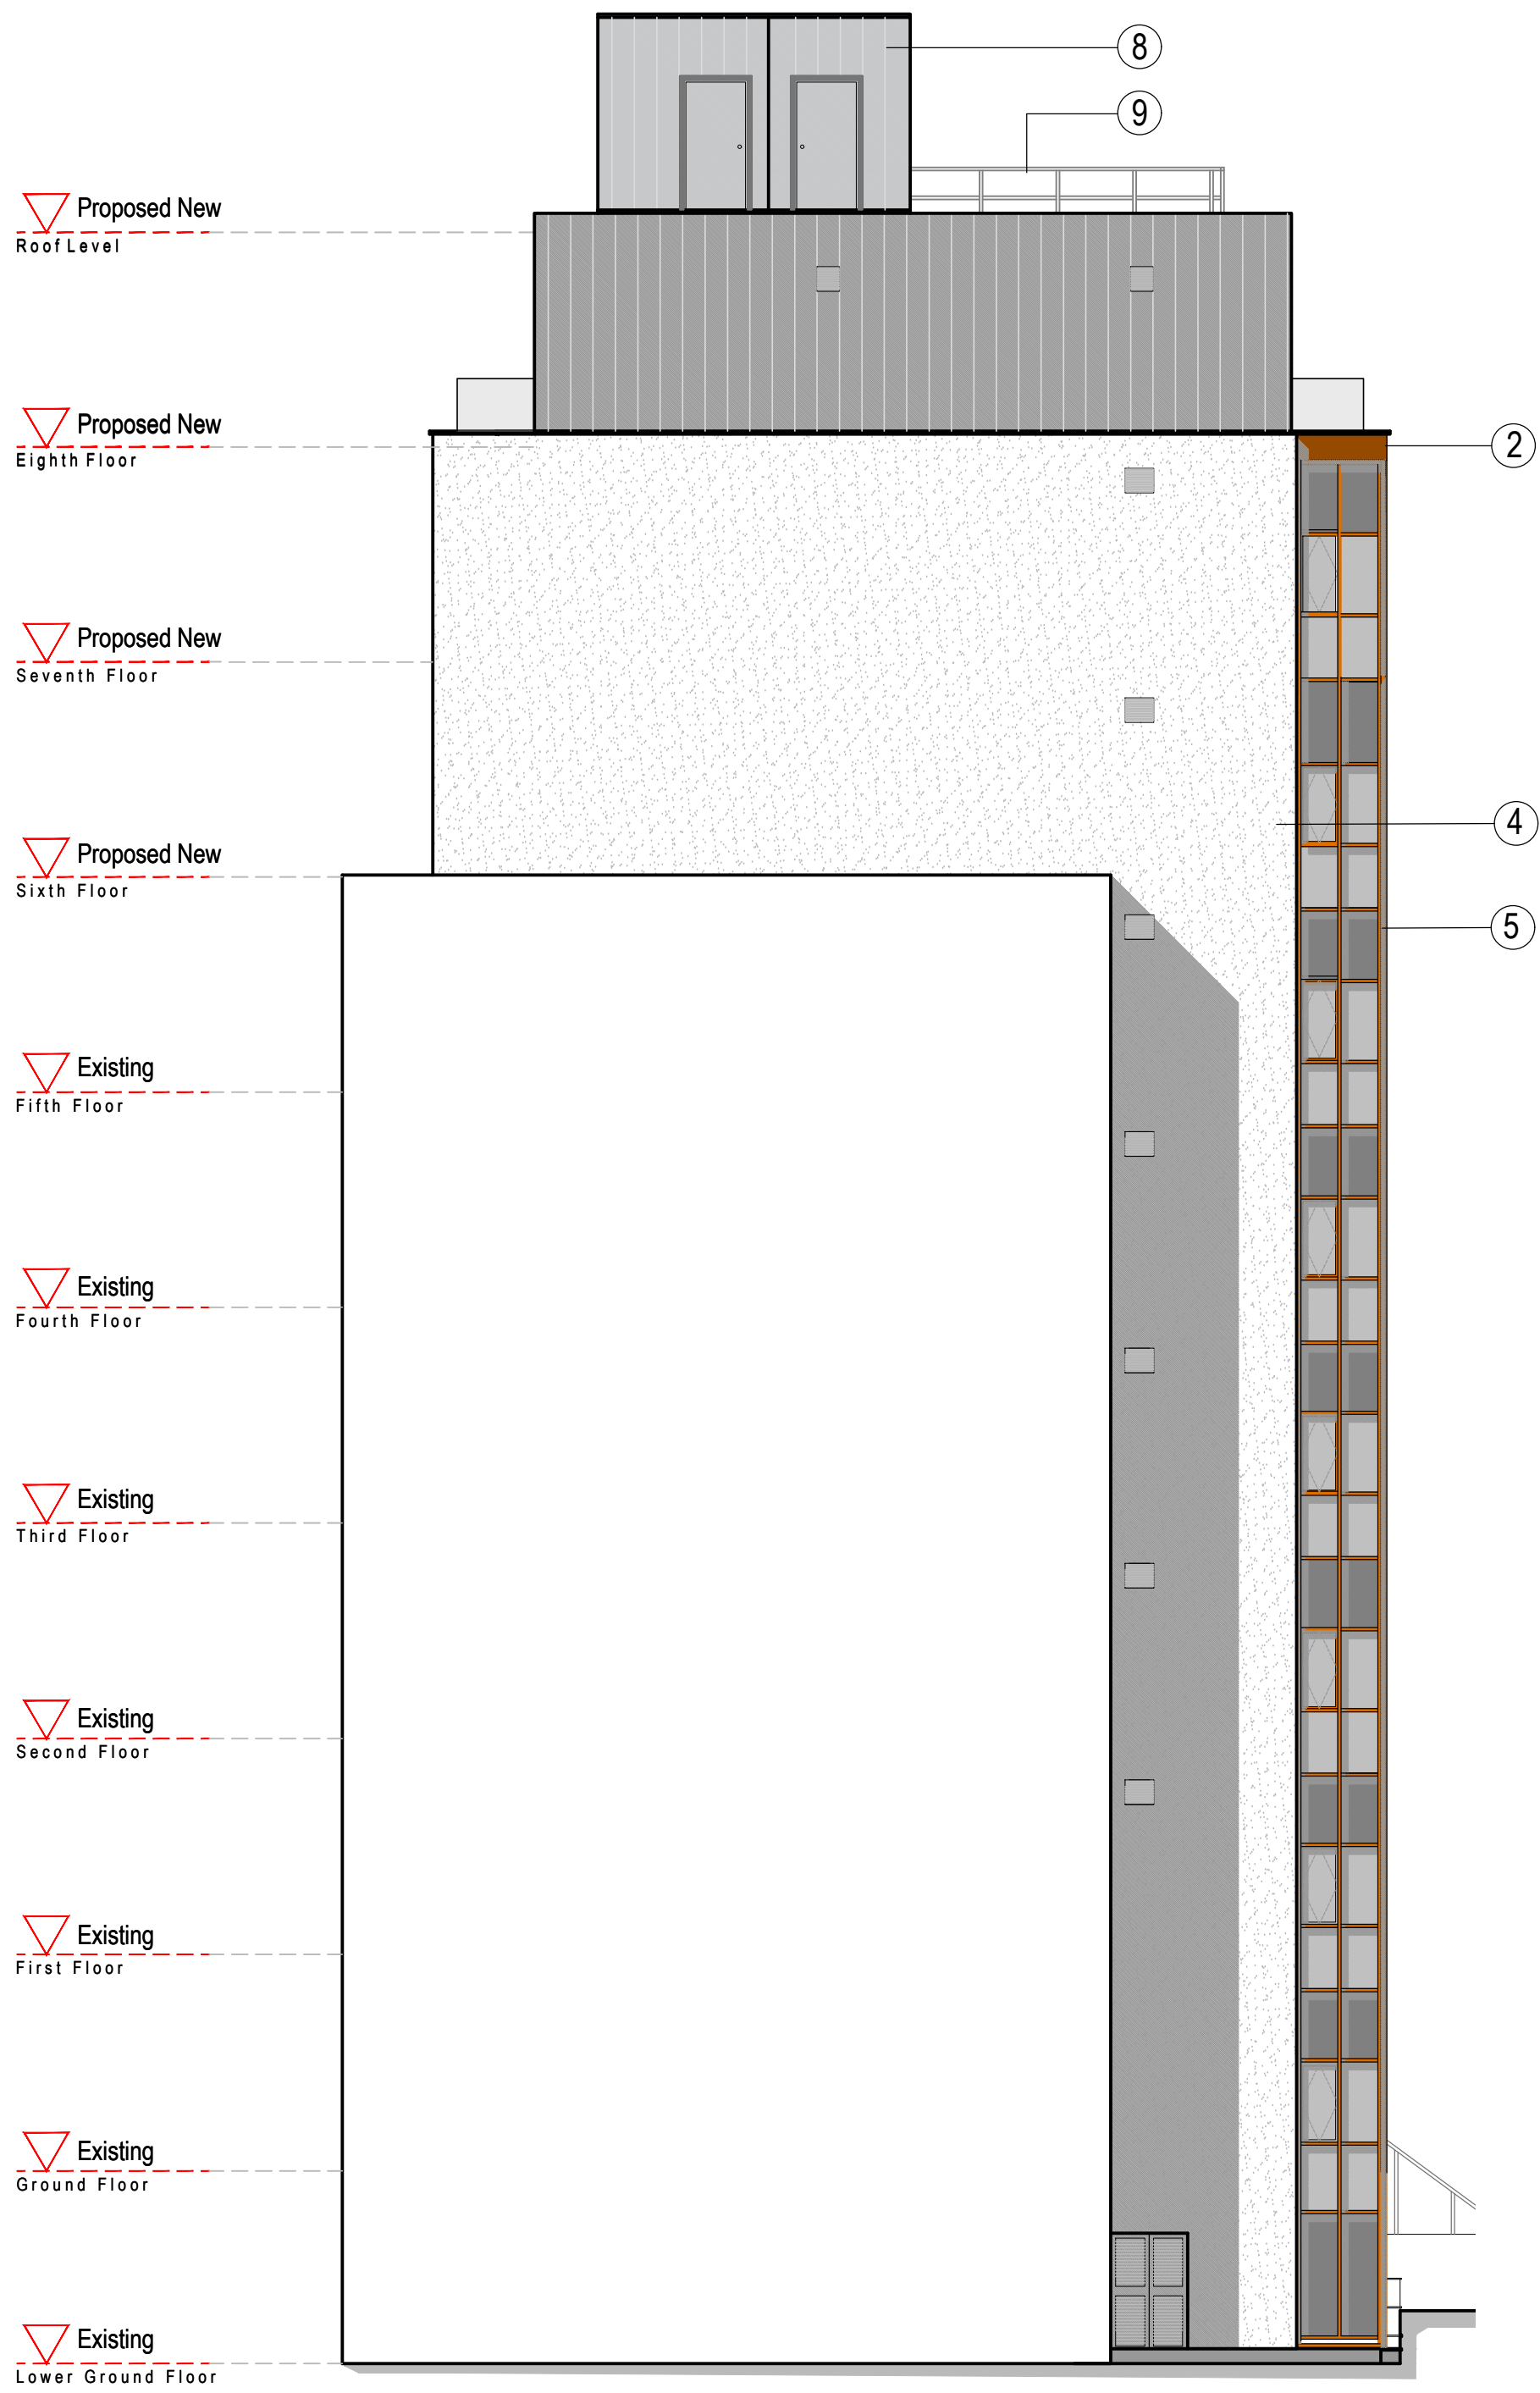 8
9
Proposed New
Roof Level
Proposed New
Eighth Floor
2
Proposed New
Seventh Floor
4
Proposed New
Sixth Floor
5
Existing
Fifth Floor
Existing
Fourth Floor
Existing
Third Floor
Existing
Second Floor
Existing
First Floor
Existing
Ground Floor
Existing
Lower Ground Floor